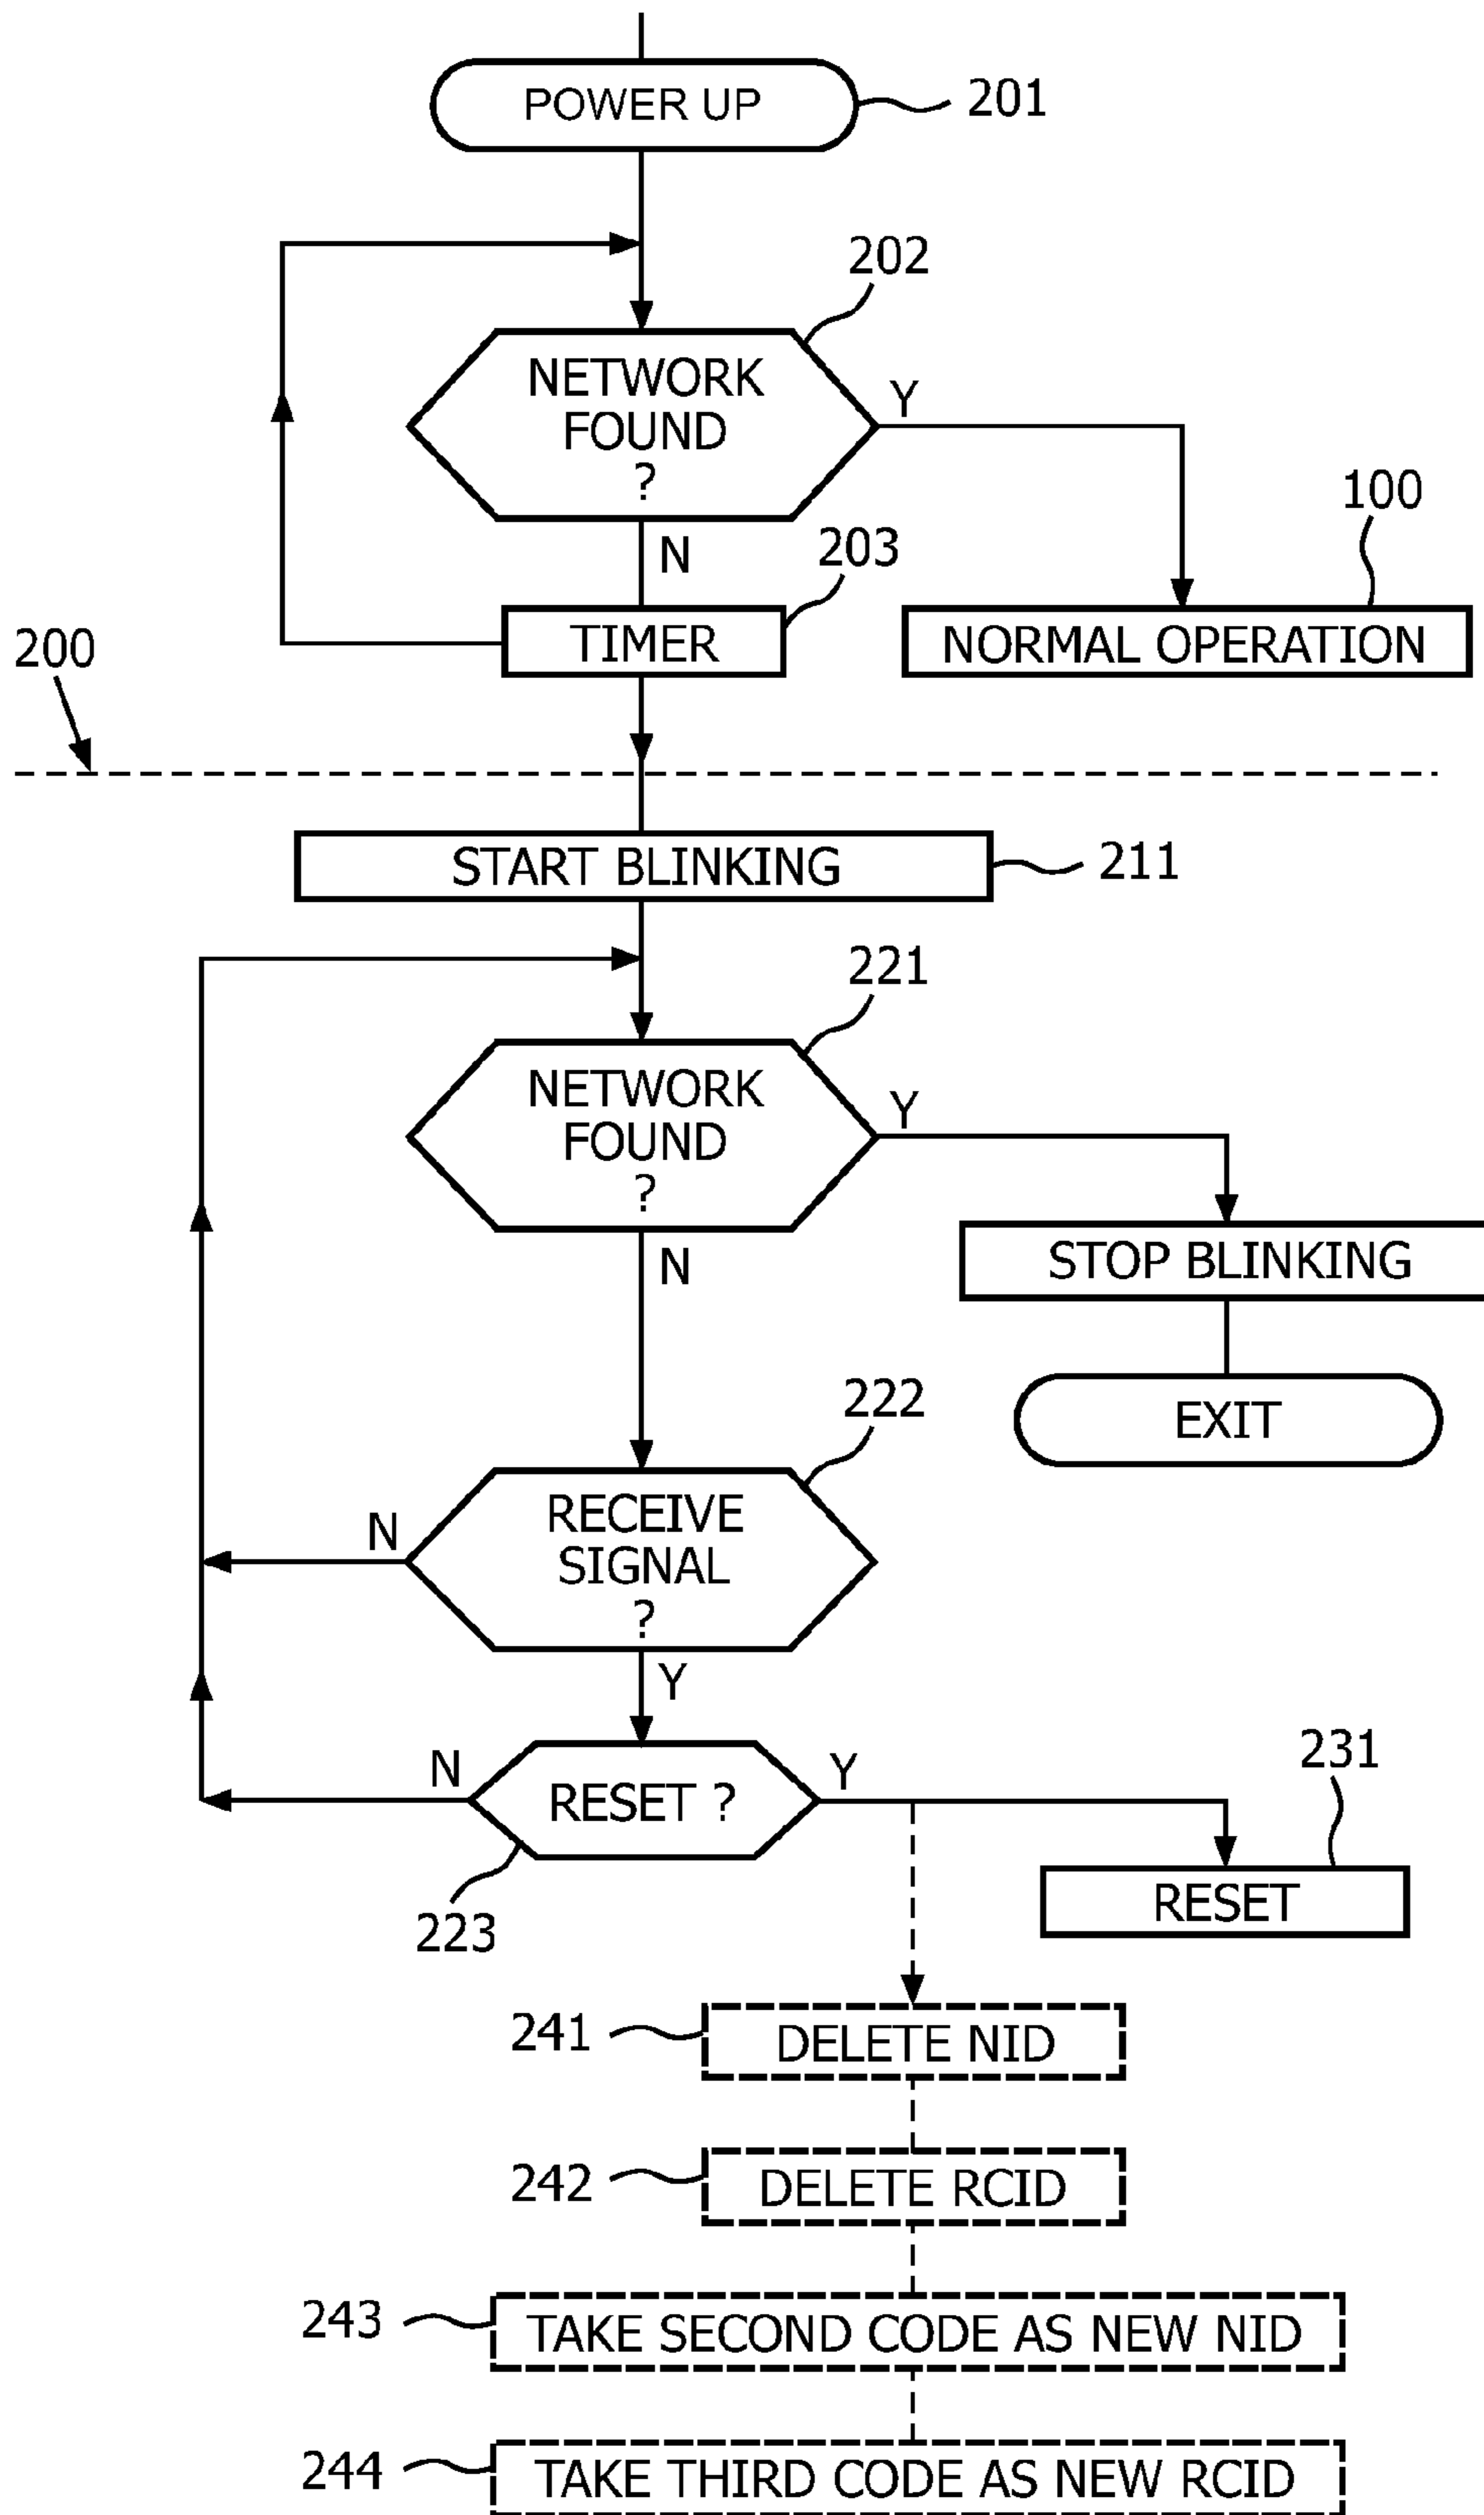 POWER UP
201
202
NETWORK
FOUND
?
Y
100
N
203
TIMER
NORMAL OPERATION
200
START BLINKING
211
221
NETWORK
FOUND
?
Y
N
STOP BLINKING
222
EXIT
RECEIVE
SIGNAL
?
N
Y
231
N
RESET ?
Y
RESET
223
241
DELETE NID
242
DELETE RCID
243
TAKE SECOND CODE AS NEW NID
244
TAKE THIRD CODE AS NEW RCID